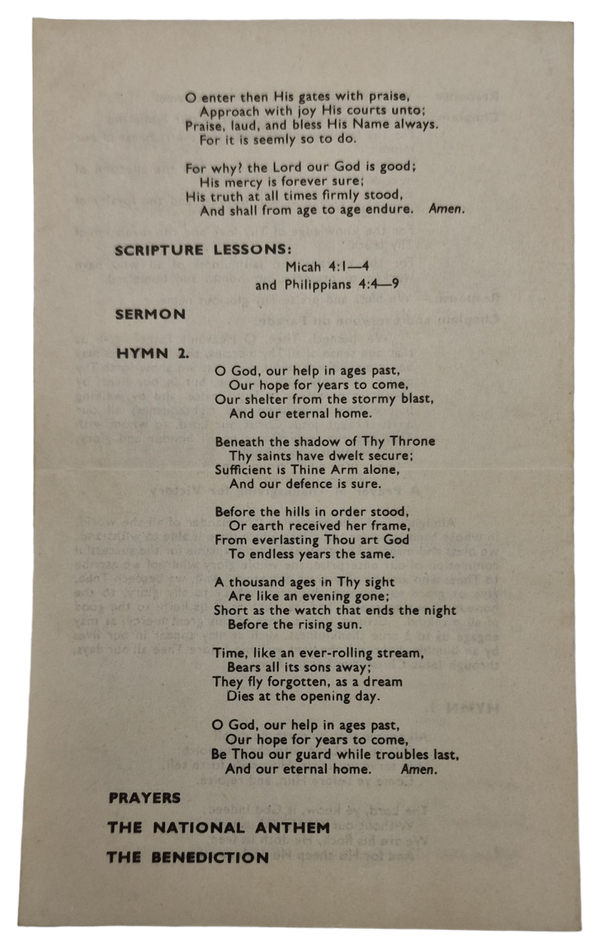 O enter then His gates with praise,
Approach with joy His courts unto;
Praise, laud, and bless His Name always.
For it is seemly so to do.
For why? the Lord our God is good;
His mercy is forever sure;
His truth at all times firmly stood,
And shall from age to age endure. Amen.
SCRIPTURE LESSONS:
Micah 4:1—4
and Philippians 4:4—9
SERMON
HYMN 2.
O God, our help in ages past,
Our hope for years to come,
Our shelter from the stormy blast,
And our eternal home.
Beneath the shadow of Thy Throne
Thy saints have dwelt secure;
Sufficient is Thine Arm alone,
And our defence is sure.
Before the hills in order stood,
Or earth received her frame,
From everlasting Thou art God
To endless years the same.
A thousand ages in Thy sight
Are like an evening gone;
Short as the watch that ends the night
Before the rising sun.
Time, like an ever-rolling stream,
Bears all its sons away;
They fly forgotten, as a dream
Dies at the opening day.
O God, our help in ages past,
Our hope for years to come,
Be Thou our guard while troubles last,
And our eternal home. Amen.
PRAYERS
THE NATIONAL ANTHEM
THE BENEDICTION